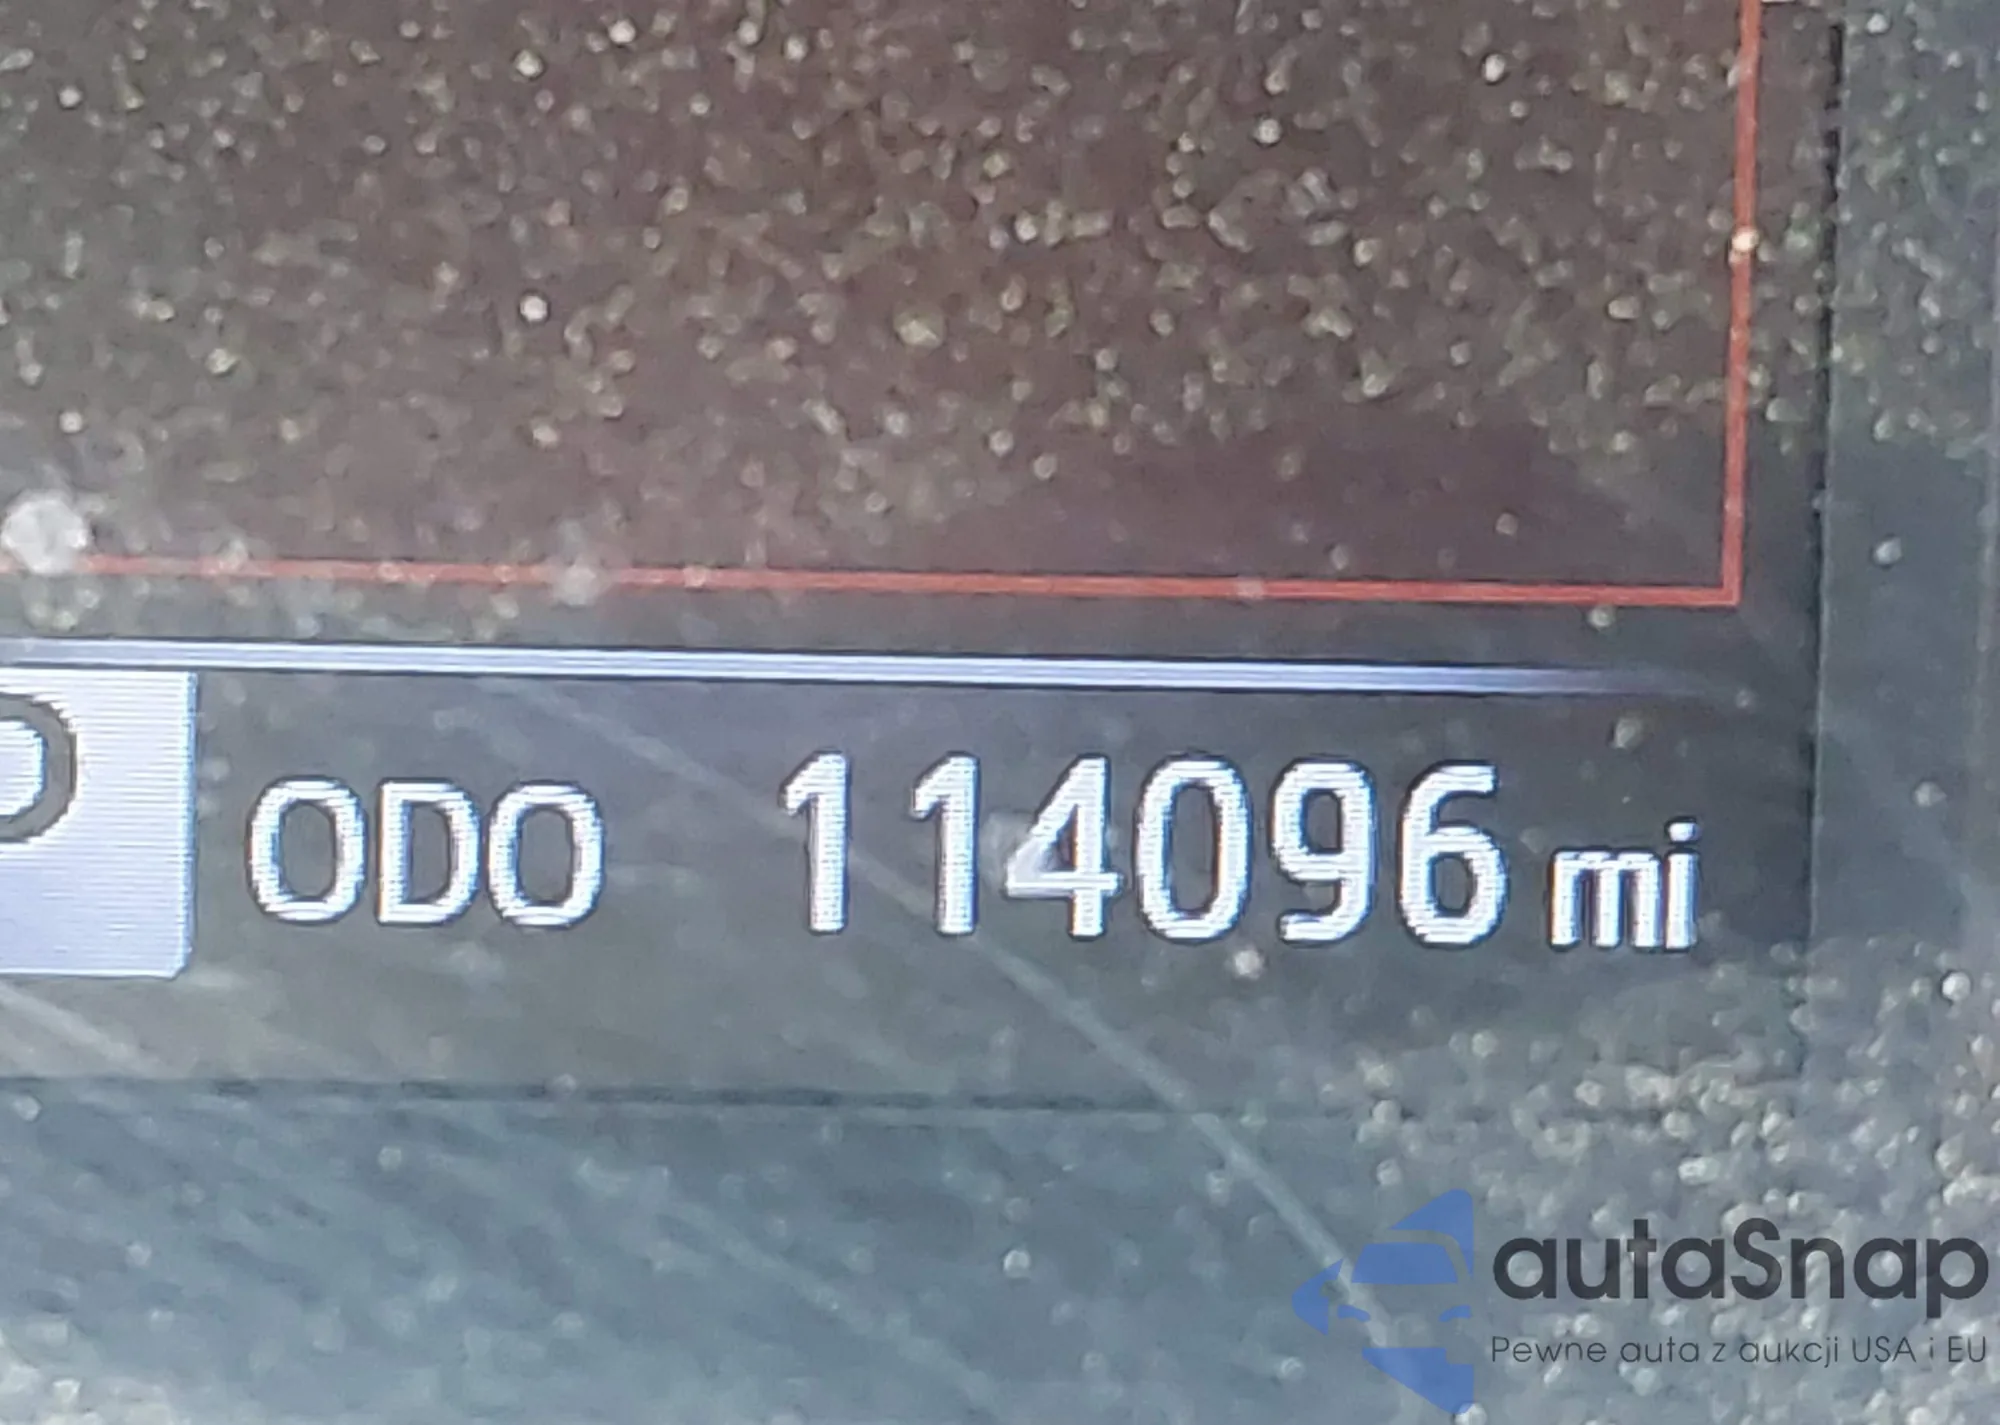 P ODO 114096 mi
autaSnap
Pewne auta z aukcji USA i EU